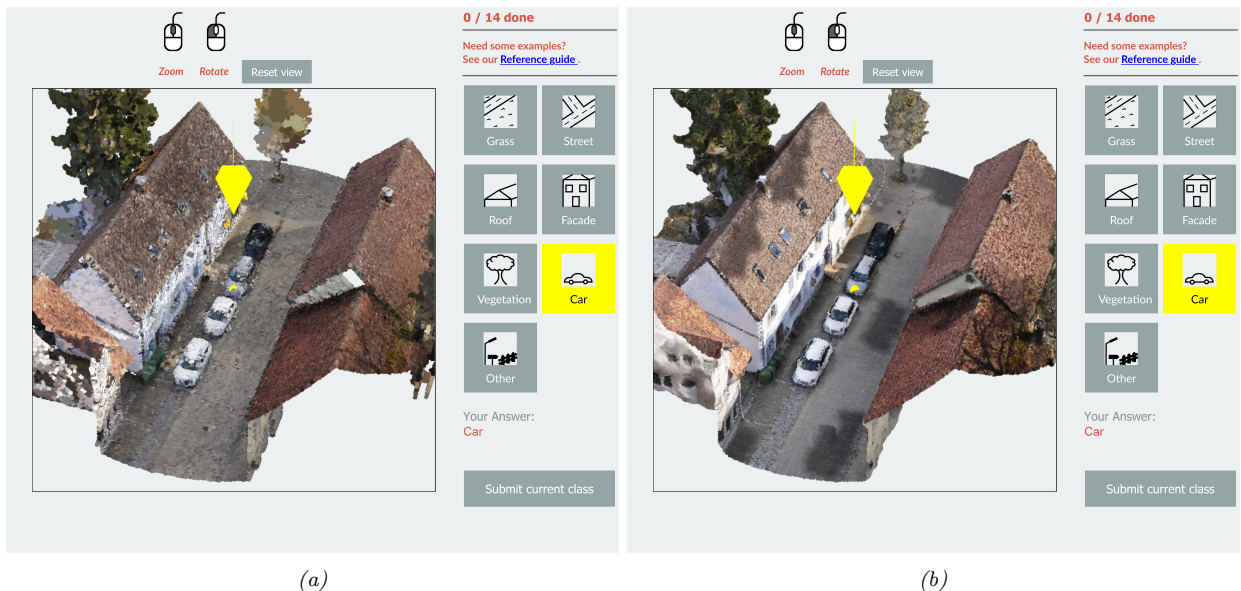 0 / 14 done
Need some examples?
See our Reference guide .
Zoom Rotate Reset view
Grass Street
Roof Facade
Vegetation Car
Other
Your Answer:
Car
Submit current class
(a)
0 / 14 done
Need some examples?
See our Reference guide .
Zoom Rotate Reset view
Grass Street
Roof Facade
Vegetation Car
Other
Your Answer:
Car
Submit current class
(b)